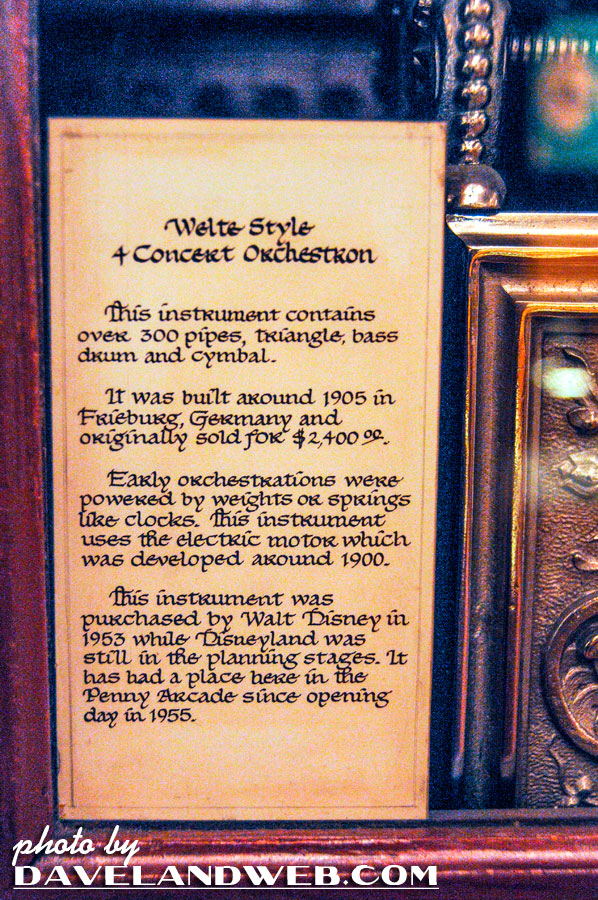 Welte Style
4 Concert Orchestron
This instrument contains
over 300 pipes, triangle, bass
drum and cymbal.
It was built around 1905 in
Frieburg, Germany and
originally sold for $2,400 00.
Early orchestrations were
powered by weights or springs
like clocks. This instrument
uses the electric motor which
was developed around 1900.
This instrument was
purchased by Walt Disney in
1953 while Disneyland was
still in the planning stages. It
has had a place here in the
Penny Arcade since opening
day in 1955.
photo by
DAVELANDWEB.COM